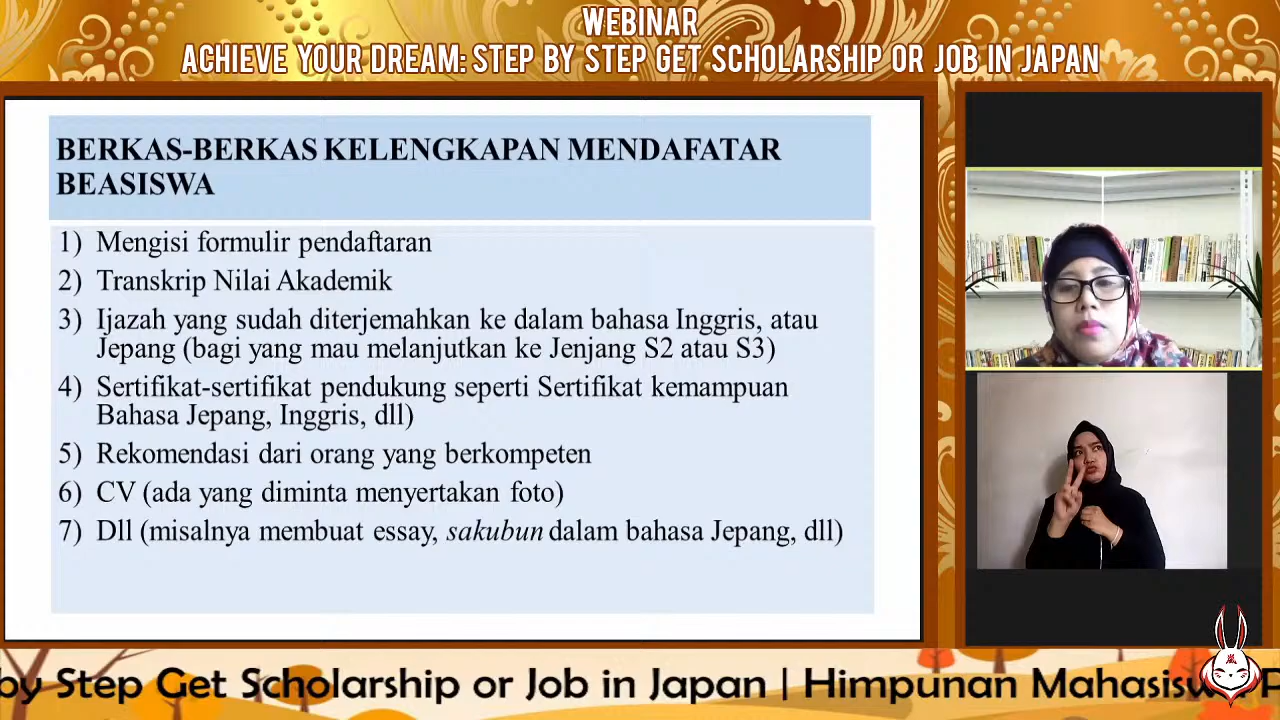 WEBINAR
ACHIEVE YOUR DREAM: STEP BY STEP GET SCHOLARSHIP OR JOB IN JAPAN
BERKAS-BERKAS KELENGKAPAN MENDAFATAR
BEASISWA
1) Mengisi formulir pendaftaran
2) Transkrip Nilai Akademik
3) Ijazah yang sudah diterjemahkan ke dalam bahasa Inggris, atau
Jepang (bagi yang mau melanjutkan ke Jenjang S2 atau S3)
4) Sertifikat-sertifikat pendukung seperti Sertifikat kemampuan
Bahasa Jepang, Inggris, dll)
5) Rekomendasi dari orang yang berkompeten
6) CV (ada yang diminta menyertakan foto)
7) Dll (misalnya membuat essay, sakubun dalam bahasa Jepang, dll)
by Step Get Scholarship or Job in Japan | Himpunan